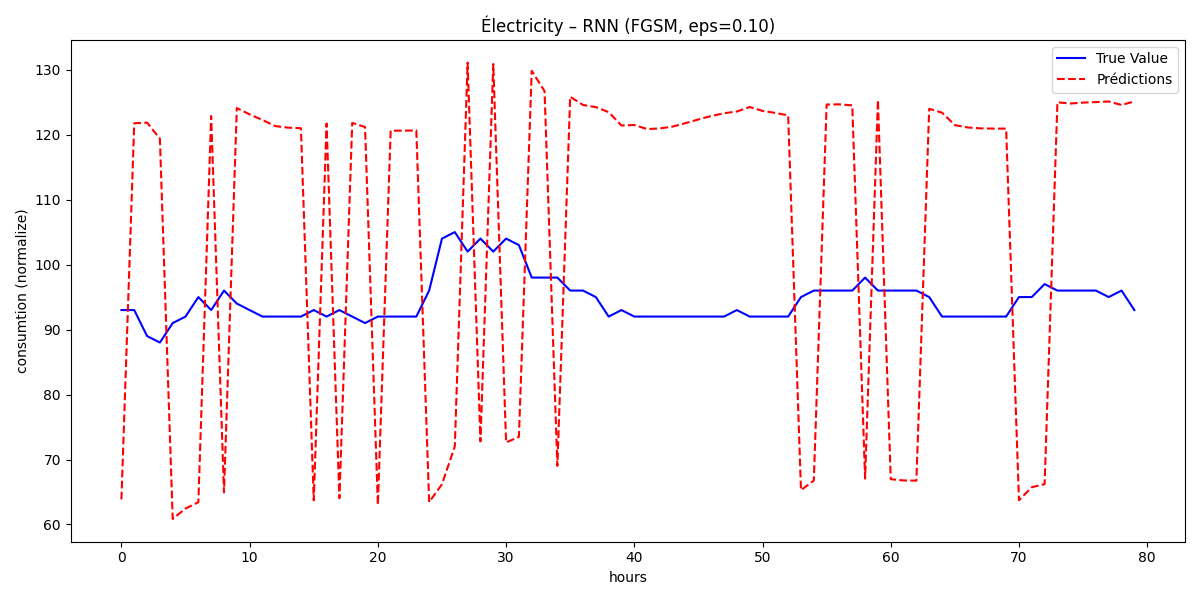 Électricity – RNN (FGSM, eps=0.10)
True Value
Prédictions
consumtion (normalize)
130
120
110
100
90
80
70
60
0 10 20 30 40 50 60 70 80
hours